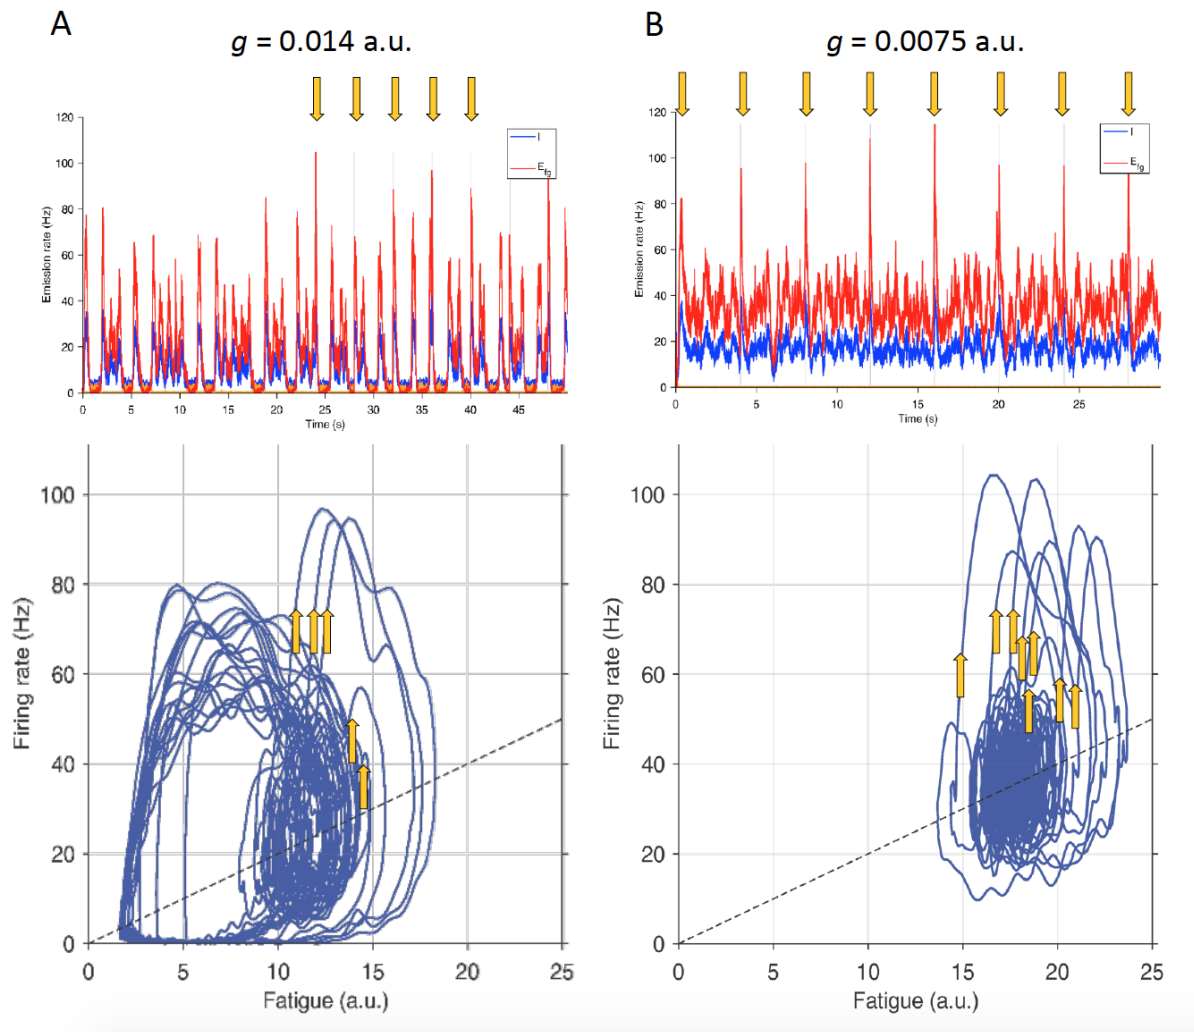 A
g = 0.014 a.u.
120
100
80
60
40
20
0
Emission rate (Hz)
I
Efg
0 5 10 15 20 25 30 35 40 45
Time (s)
B
g = 0.0075 a.u.
120
100
80
60
40
20
0
Emission rate (Hz)
I
Efg
0 5 10 15 20 25
Time (s)
100
80
60
40
20
0
Firing rate (Hz)
0 5 10 15 20 25
Fatigue (a.u.)
100
80
60
40
20
0
Firing rate (Hz)
0 5 10 15 20 25
Fatigue (a.u.)